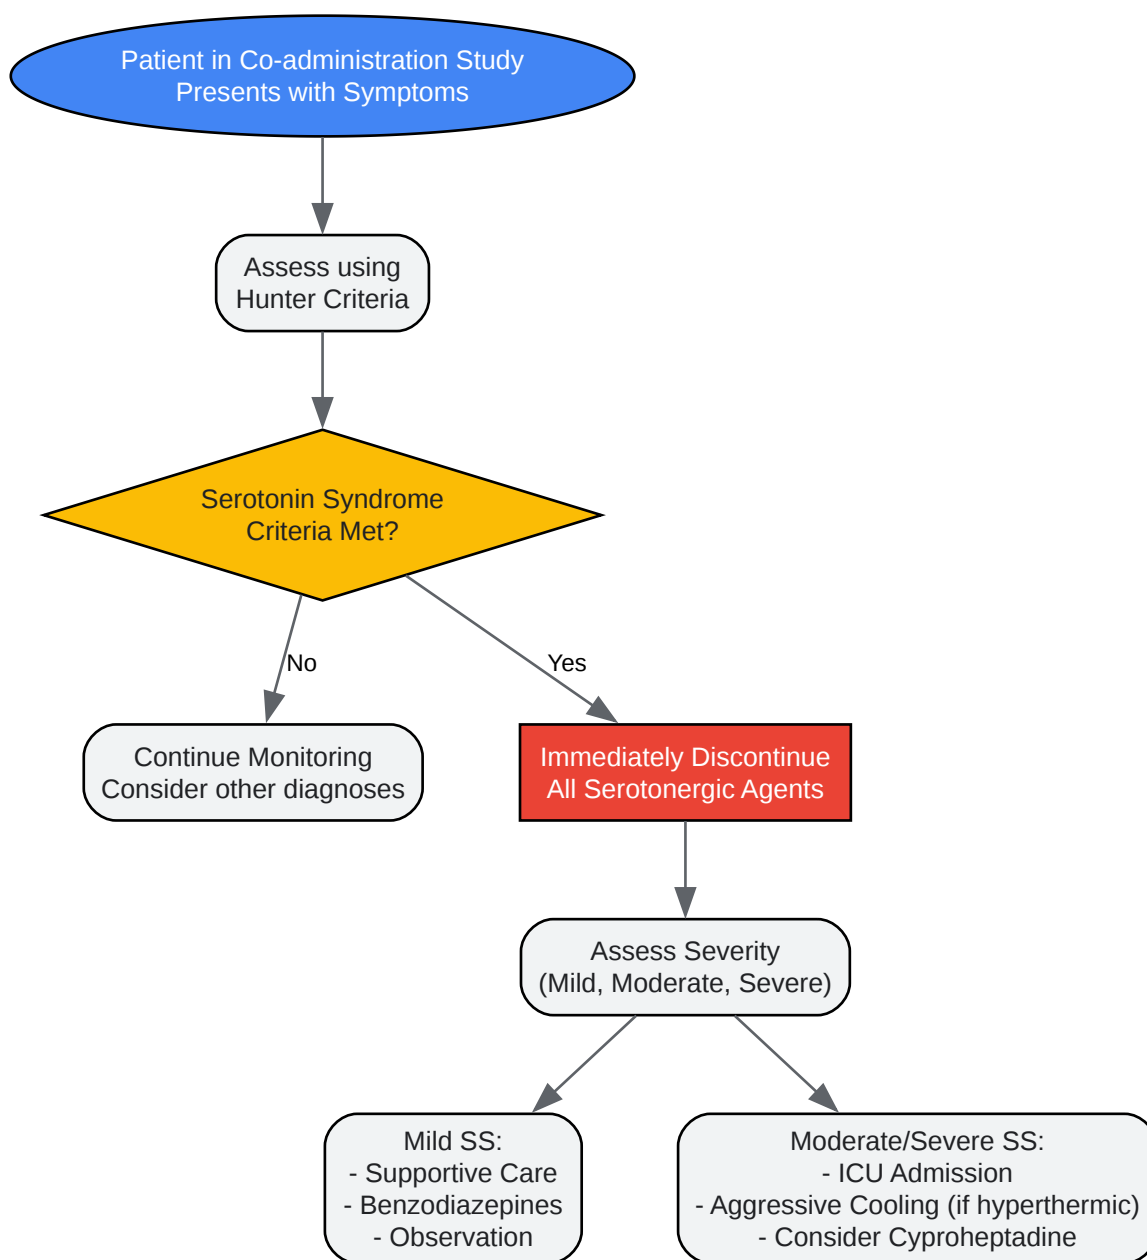 Patient in Co-administration Study
Presents with Symptoms
Assess using
Hunter Criteria
Serotonin Syndrome
Criteria Met?
No
Yes
Continue Monitoring
Consider other diagnoses
Immediately Discontinue
All Serotonergic Agents
Assess Severity
(Mild, Moderate, Severe)
Mild SS:
- Supportive Care
- Benzodiazepines
- Observation
Moderate/Severe SS:
- ICU Admission
- Aggressive Cooling (if hyperthermic)
- Consider Cyproheptadine